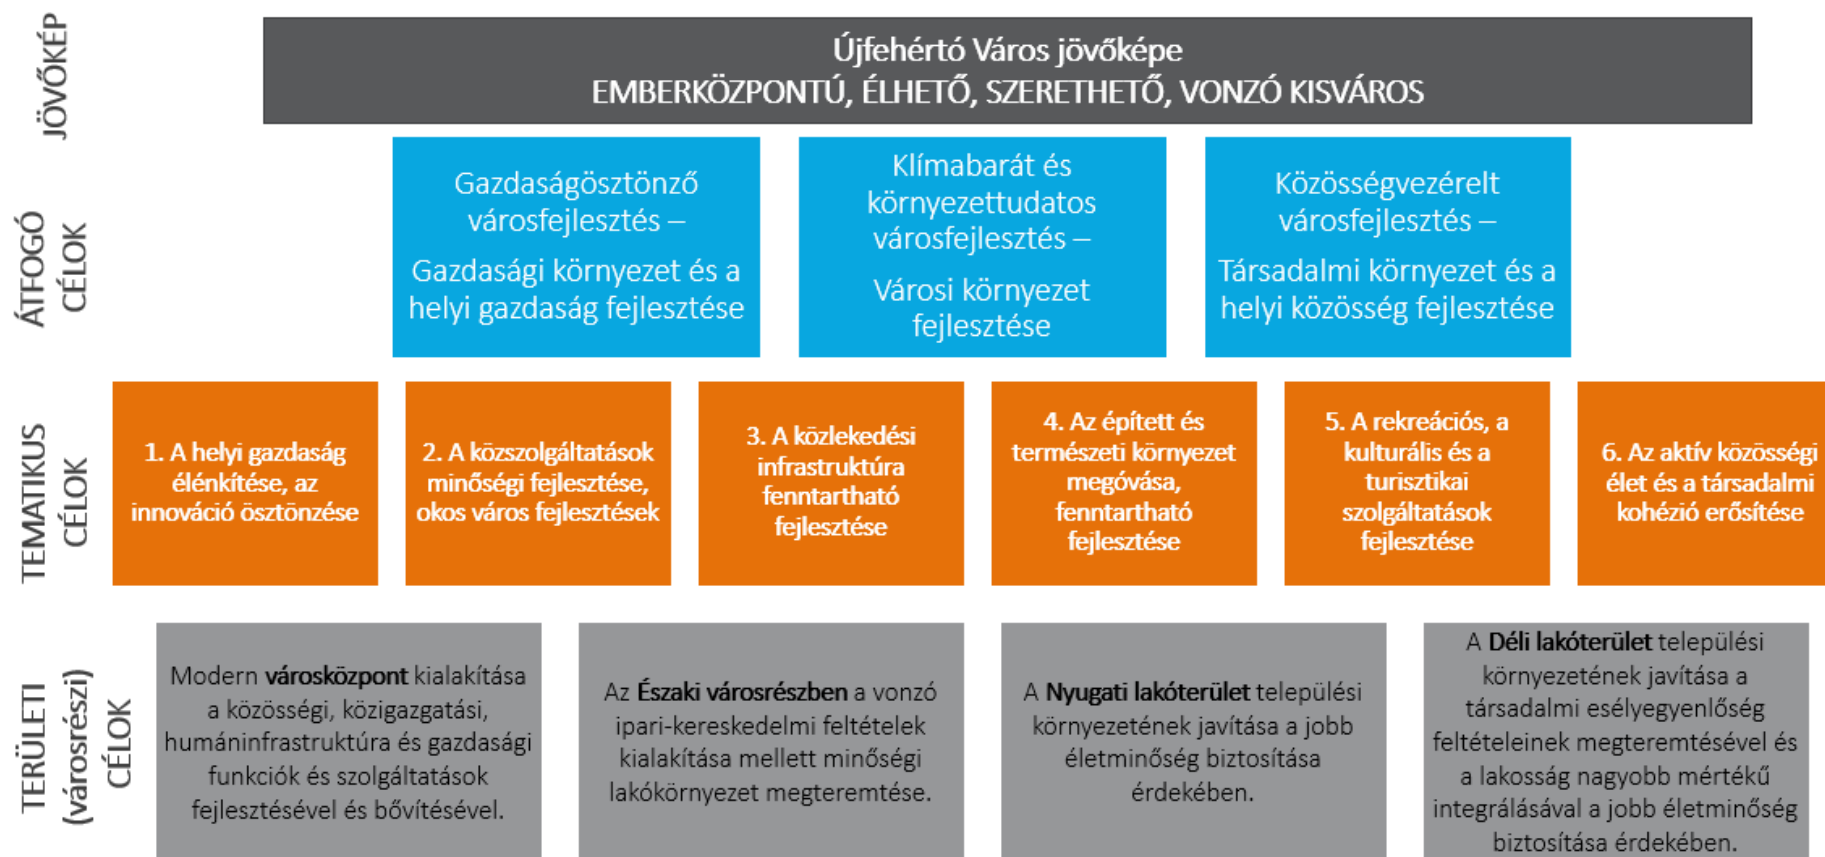 JÖVŐKÉP
Újfehértó Város jövőképe
EMBERKÖZPONTÚ, ÉLHETŐ, SZERETHETŐ, VONZÓ KISVÁROS
ÁTFOGÓ
CÉLOK
Gazdaságösztönző
városfejlesztés –
Gazdasági környezet és a
helyi gazdaság fejlesztése
Klímabarát és
környezettudatos
városfejlesztés –
Városi környezet
fejlesztése
Közösségvezérelt
városfejlesztés –
Társadalmi környezet és a
helyi közösség fejlesztése
TEMATIKUS
CÉLOK
1. A helyi gazdaság
élénkítése, az
innováció ösztönzése
2. A közszolgáltatások
minőségi fejlesztése,
okos város fejlesztések
3. A közlekedési
infrastruktúra
fenntartható
fejlesztése
4. Az épített és
természeti környezet
megóvása,
fenntartható
fejlesztése
5. A rekreációs, a
kulturális és a
turisztikai
szolgáltatások
fejlesztése
6. Az aktív közösségi
élet és a társadalmi
kohézió erősítése
TERÜLETI
(városrészi)
CÉLOK
Modern városközpont kialakítása
a közösségi, közigazgatási,
humáninfrastruktúra és gazdasági
funkciók és szolgáltatások
fejlesztésével és bővítésével.
Az Északi városrészben a vonzó
ipari-kereskedelmi feltételek
kialakítása mellett minőségi
lakókörnyezet megteremtése.
A Nyugati lakóterület települési
környezetének javítása a jobb
életminőség biztosítása
érdekében.
A Déli lakóterület települési
környezetének javítása a
társadalmi esélyegyenlőség
feltételeinek megteremtésével és
a lakosság nagyobb mértékű
integrálásával a jobb életminőség
biztosítása érdekében.